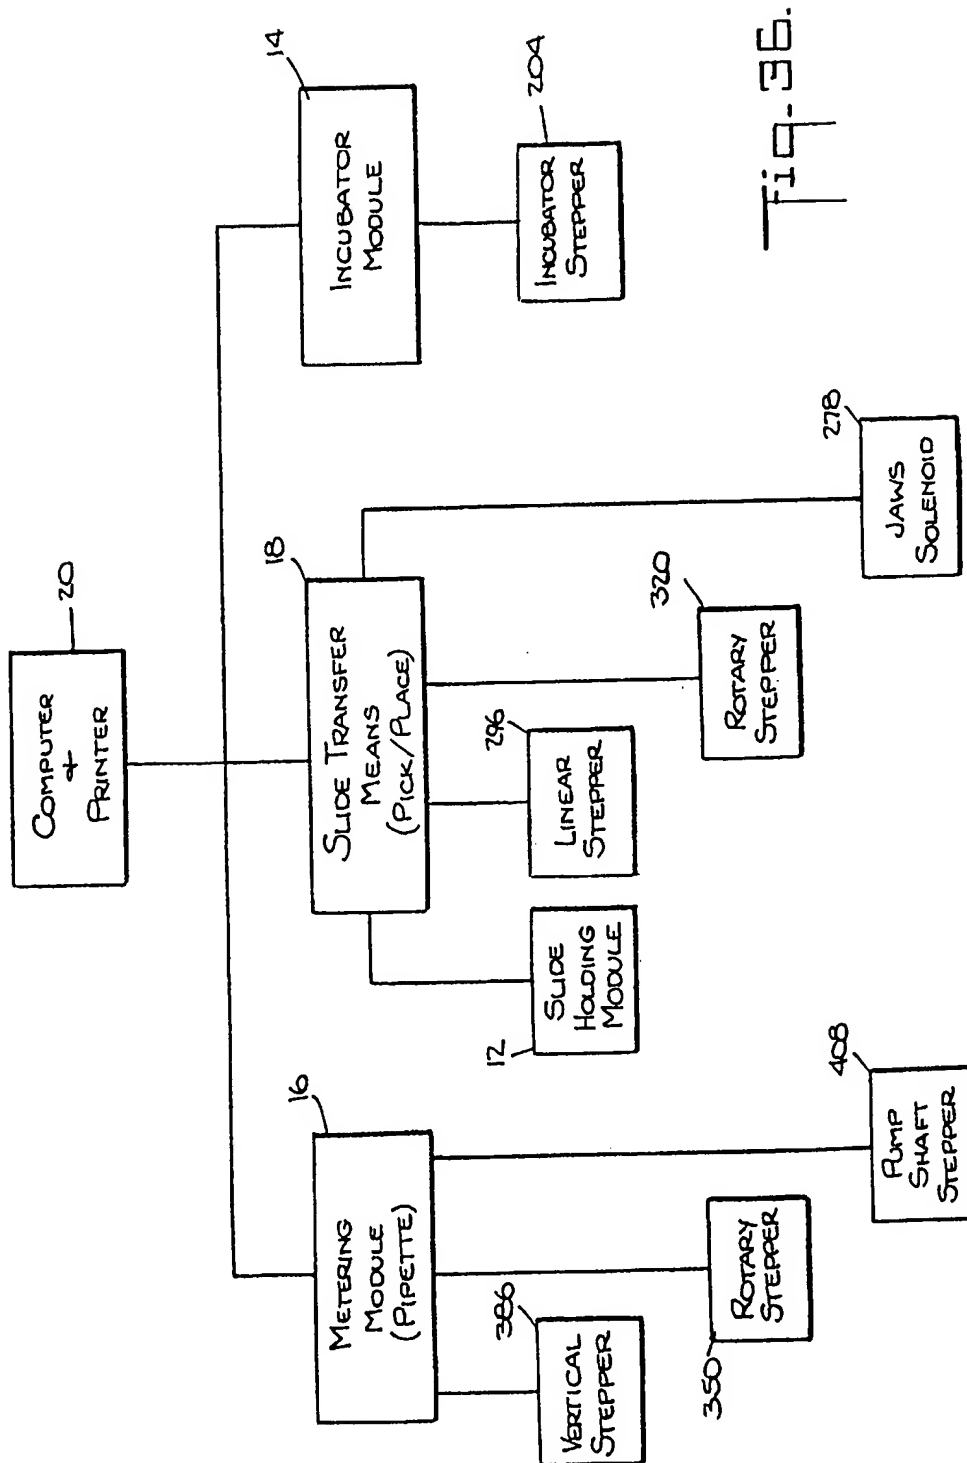 20
COMPUTER
+
PRINTER
16
METERING
MODULE
(PIPETTE)
18
SLIDE TRANSFER
MEANS
(PICK/PLACE)
14
INCUBATOR
MODULE
386
VERTICAL
STEPPER
350
ROTARY
STEPPER
408
PUMP
SHAFT
STEPPER
12
SLIDE
HOLDING
MODULE
296
LINEAR
STEPPER
320
ROTARY
STEPPER
278
JAWS
SOLENOID
204
INCUBATOR
STEPPER
Fig. 36.